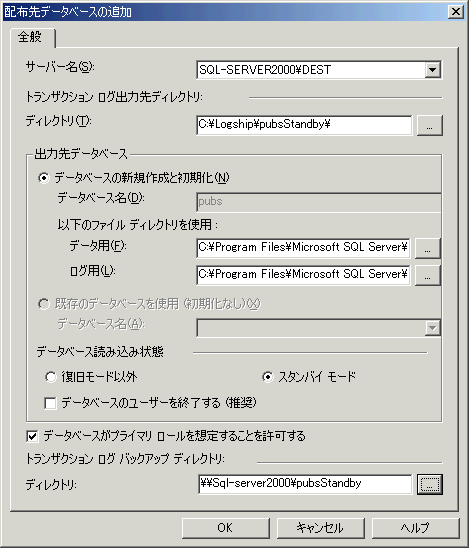 配布先データベースの追加
全般
サーバー名(S):
SQL-SERVER2000¥DEST
トランザクション ログ出力先ディレクトリ:
ディレクトリ(T):
C:¥Logship¥pubsStandby¥
...
出力先データベース
データベースの新規作成と初期化(N)
データベース名(D):
pubs
以下のファイル ディレクトリを使用 :
データ用(F):
C:¥Program Files¥Microsoft SQL Server¥
...
ログ用(L):
C:¥Program Files¥Microsoft SQL Server¥
...
既存のデータベースを使用 (初期化なし)(X)
データベース名(A):
データベース読み込み状態
復旧モード以外
スタンバイ モード
データベースのユーザーを終了する (推奨)
データベースがプライマリ ロールを想定することを許可する
トランザクション ログ バックアップ ディレクトリ:
ディレクトリ:
¥¥Sql-server2000¥pubsStandby
...
OK
キャンセル
ヘルプ